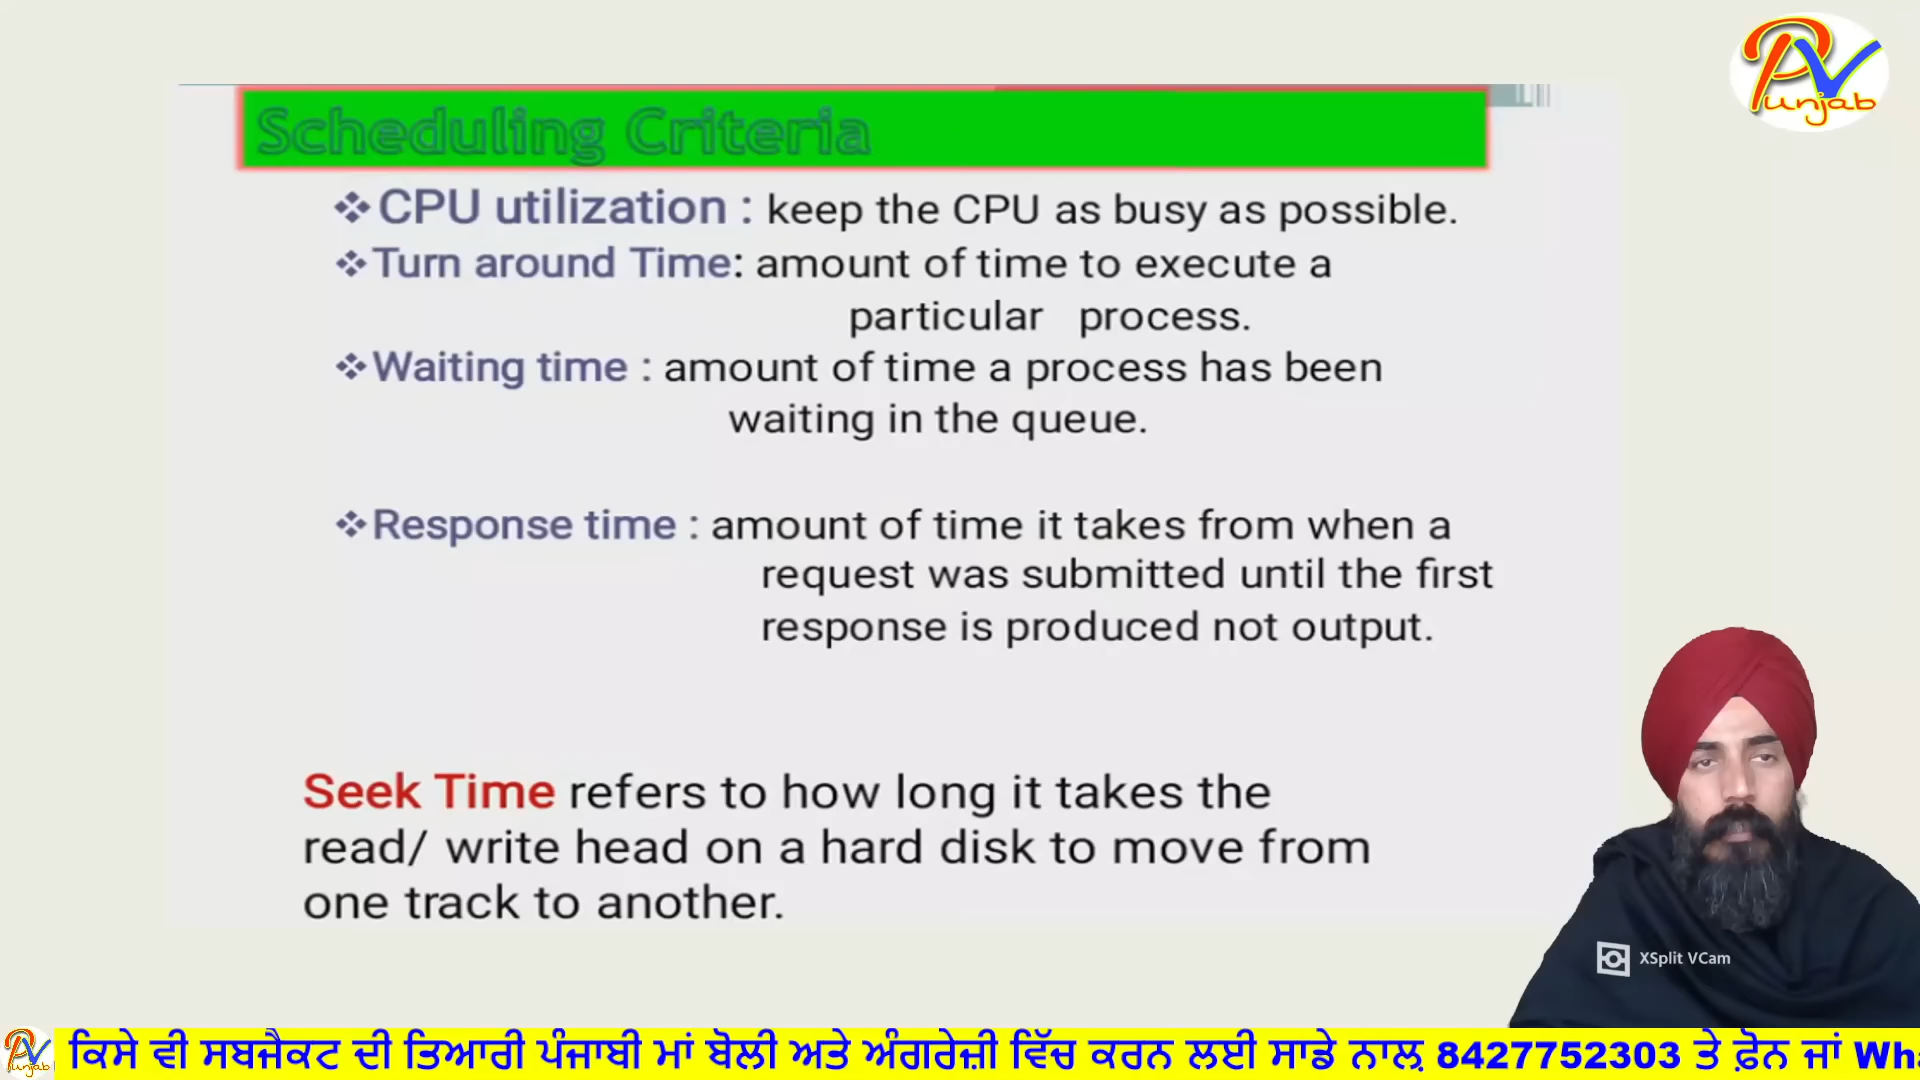 PV
unjab
Scheduling Criteria
❖CPU utilization : keep the CPU as busy as possible.
❖Turn around Time: amount of time to execute a
particular process.
❖Waiting time : amount of time a process has been
waiting in the queue.
❖Response time : amount of time it takes from when a
request was submitted until the first
response is produced not output.
Seek Time refers to how long it takes the
read/ write head on a hard disk to move from
one track to another.
XSplit VCam
PV
unjab
ਕਿਸੇ ਵੀ ਸਬਜੈਕਟ ਦੀ ਤਿਆਰੀ ਪੰਜਾਬੀ ਮਾਂ ਬੋਲੀ ਅਤੇ ਅੰਗਰੇਜ਼ੀ ਵਿੱਚ ਕਰਨ ਲਈ ਸਾਡੇ ਨਾਲ਼ 8427752303 ਤੇ ਫ਼ੋਨ ਜਾਂ